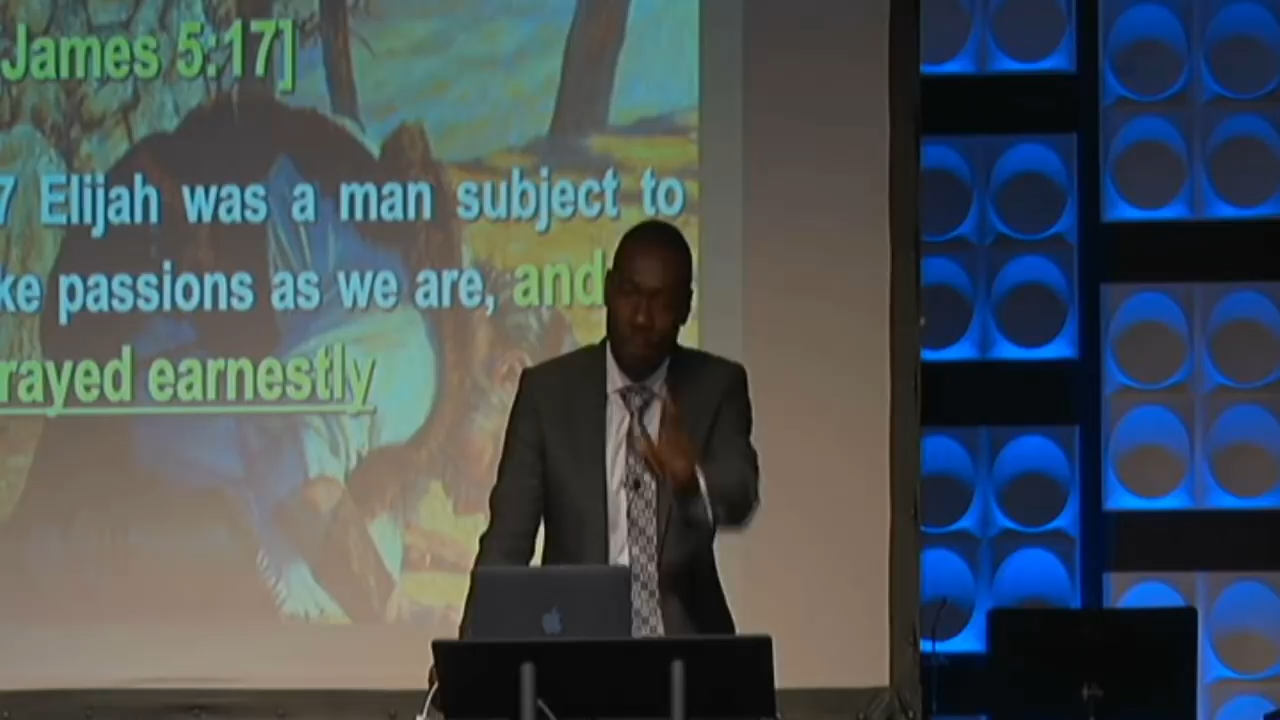 James 5:17]
7 Elijah was a man subject to
ke passions as we are, and
rayed earnestly